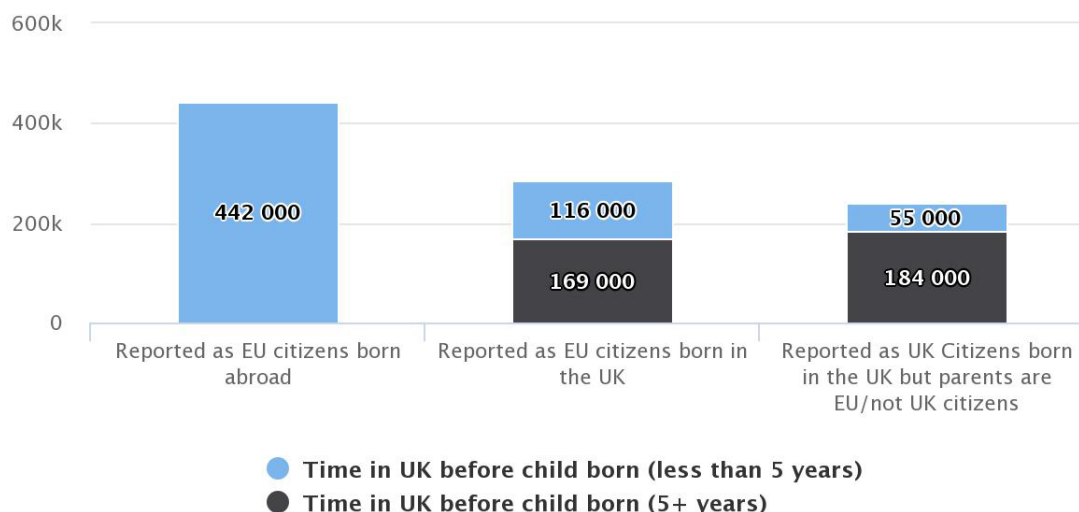 600k
400k
200k
0
442 000
116 000
169 000
55 000
184 000
Reported as EU citizens born
abroad
Reported as EU citizens born in
the UK
Reported as UK Citizens born
in the UK but parents are
EU/not UK citizens
Time in UK before child born (less than 5 years)
Time in UK before child born (5+ years)